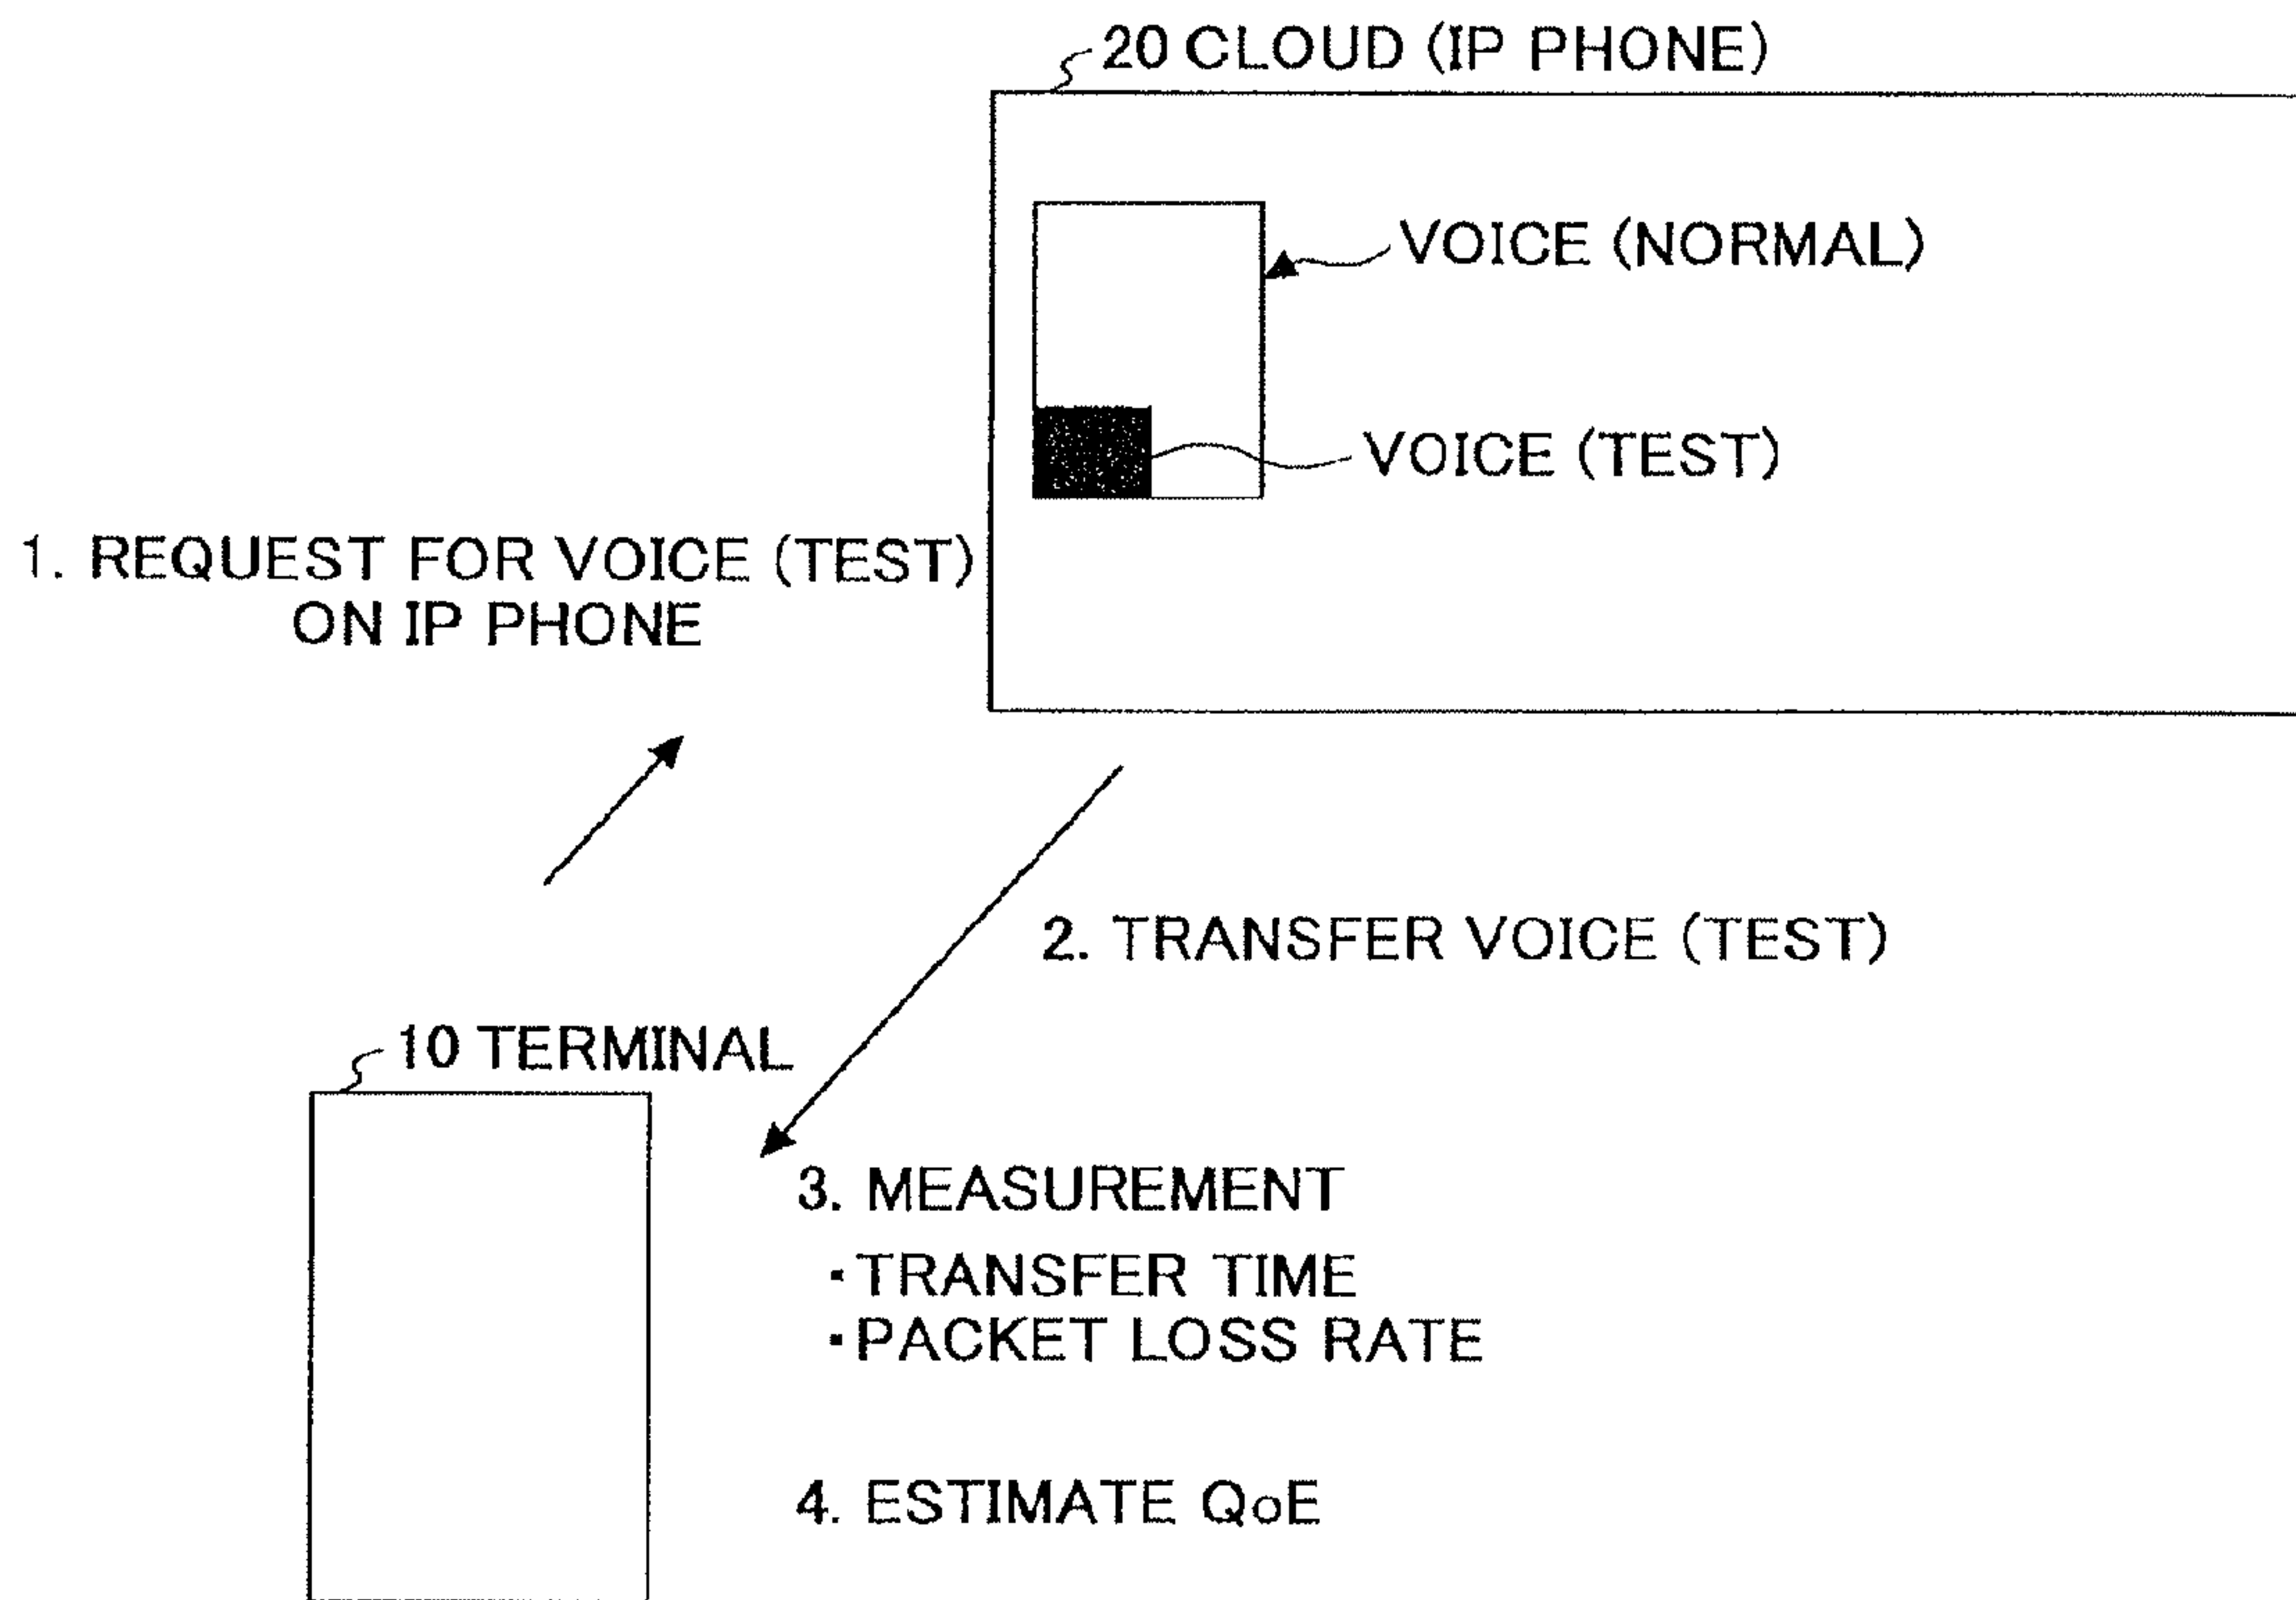 20 CLOUD (IP PHONE)
VOICE (NORMAL)
VOICE (TEST)
1. REQUEST FOR VOICE (TEST)
ON IP PHONE
2. TRANSFER VOICE (TEST)
10 TERMINAL
3. MEASUREMENT
・TRANSFER TIME
・PACKET LOSS RATE
4. ESTIMATE QoE